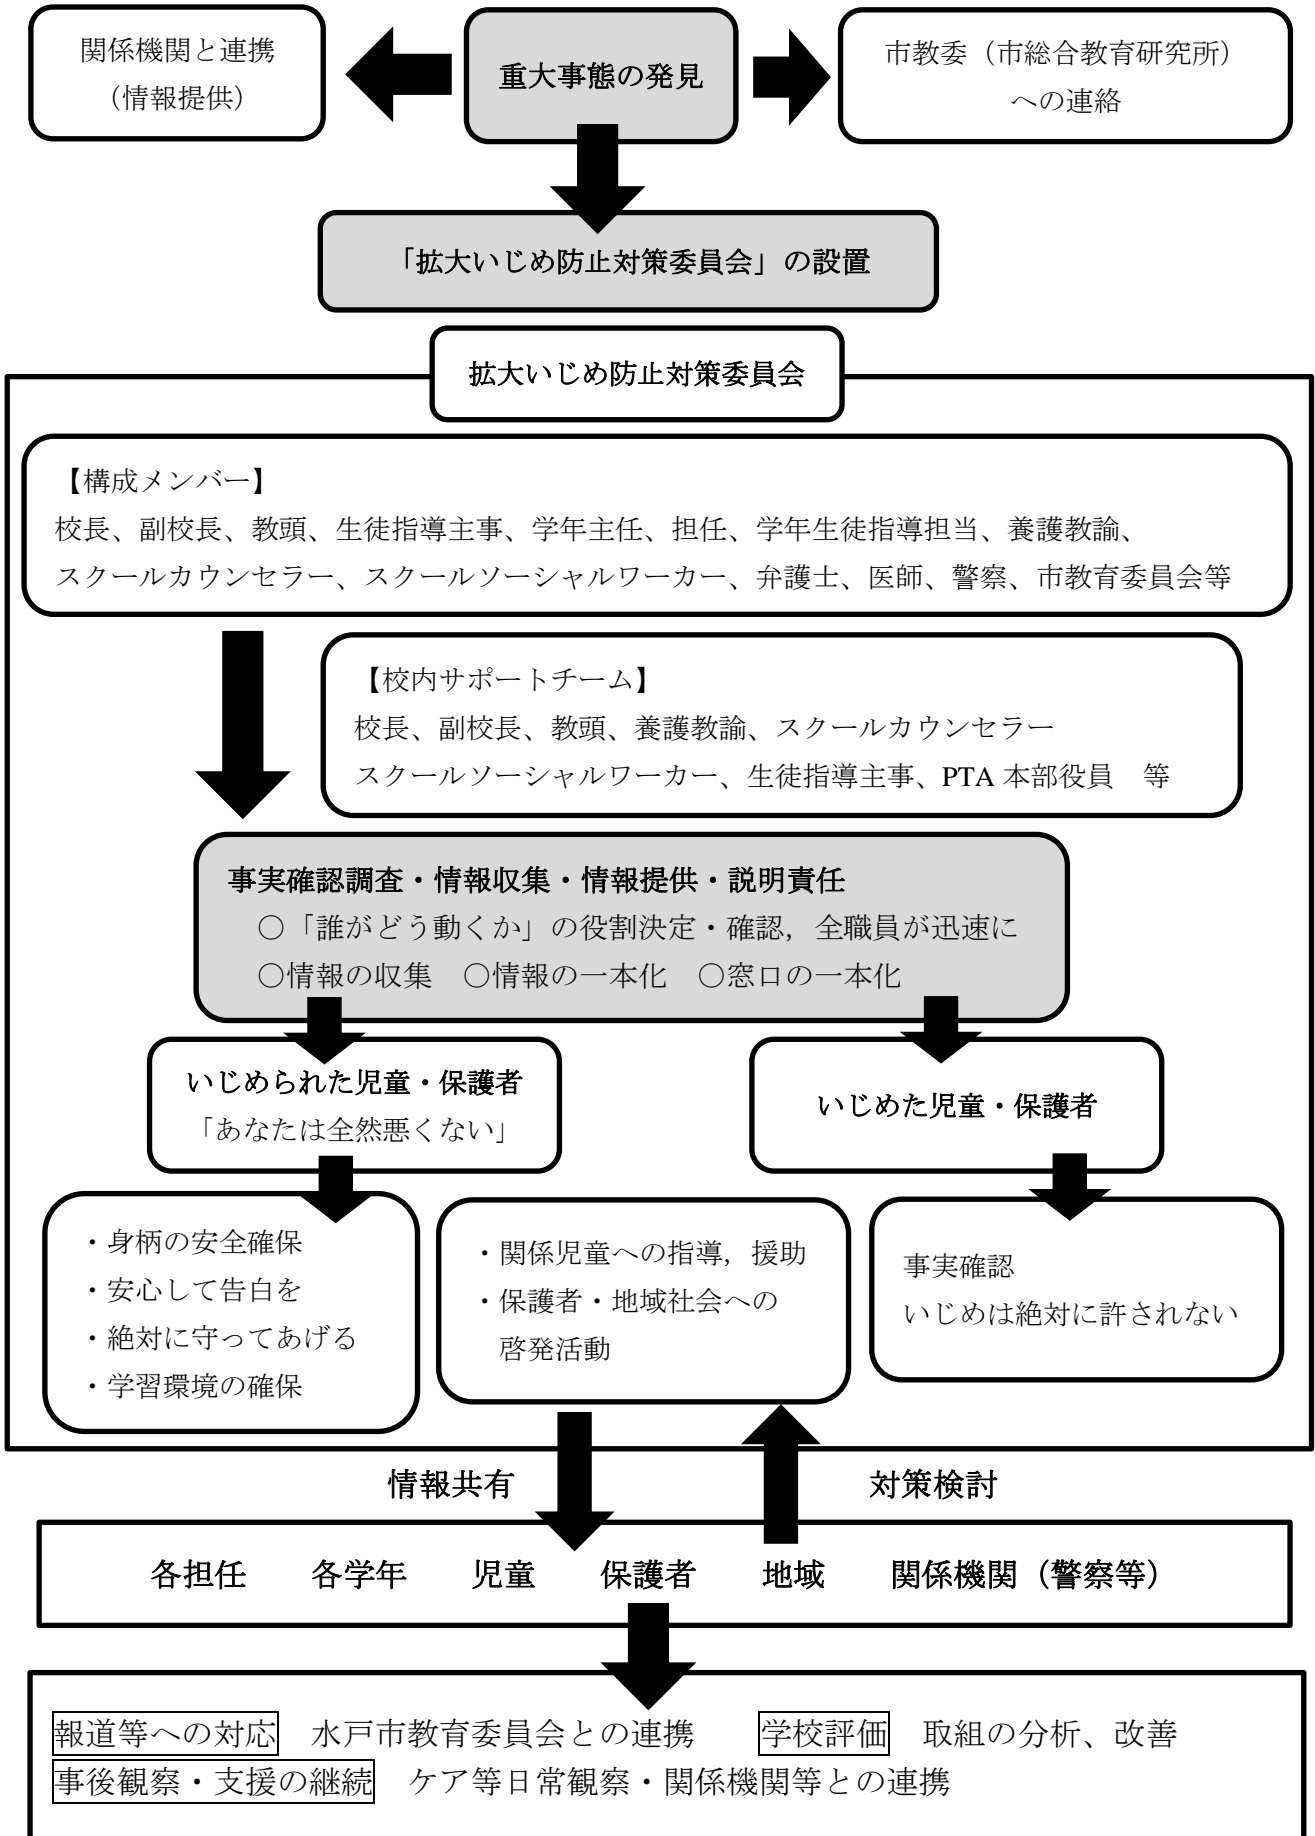 関係機関と連携
(情報提供)
重大事態の発見
市教委(市総合教育研究所)
への連絡
「拡大いじめ防止対策委員会」の設置
拡大いじめ防止対策委員会
【構成メンバー】
校長、副校長、教頭、生徒指導主事、学年主任、担任、学年生徒指導担当、養護教諭、
スクールカウンセラー、スクールソーシャルワーカー、弁護士、医師、警察、市教育委員会等
【校内サポートチーム】
校長、副校長、教頭、養護教諭、スクールカウンセラー
スクールソーシャルワーカー、生徒指導主事、PTA 本部役員　等
事実確認調査・情報収集・情報提供・説明責任
○「誰がどう動くか」の役割決定・確認,全職員が迅速に
○情報の収集　○情報の一本化　○窓口の一本化
いじめられた児童・保護者
「あなたは全然悪くない」
いじめた児童・保護者
・身柄の安全確保
・安心して告白を
・絶対に守ってあげる
・学習環境の確保
・関係児童への指導,援助
・保護者・地域社会への
啓発活動
事実確認
いじめは絶対に許されない
情報共有
対策検討
各担任　各学年　児童　保護者　地域　関係機関(警察等)
報道等への対応　水戸市教育委員会との連携　学校評価　取組の分析、改善
事後観察・支援の継続　ケア等日常観察・関係機関等との連携